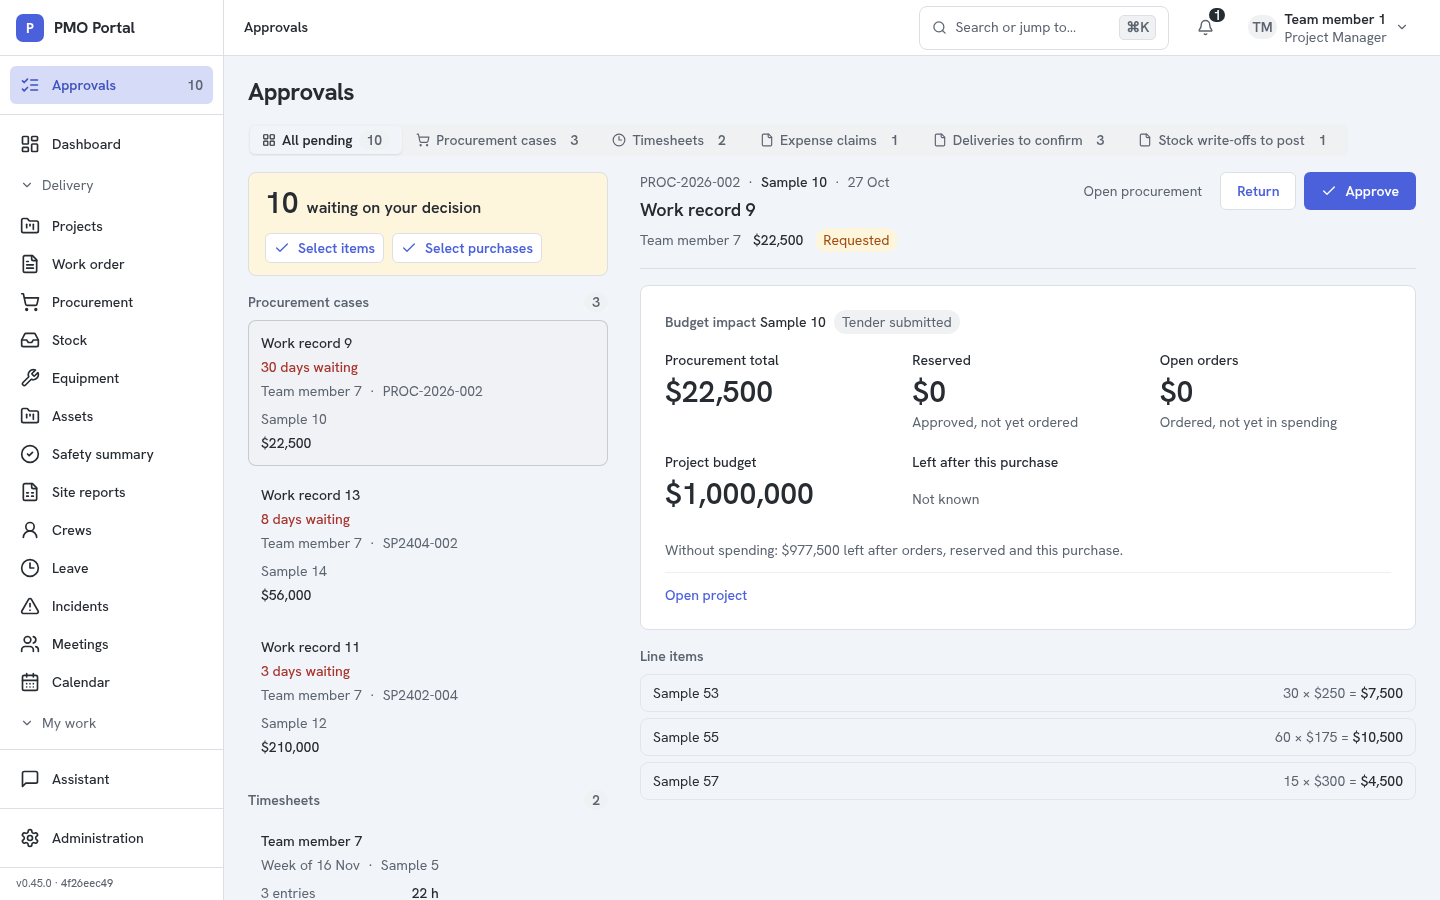 P PMO Portal
Approvals 10
Dashboard
Delivery
Projects
Work order
Procurement
Stock
Equipment
Assets
Safety summary
Site reports
Crews
Leave
Incidents
Meetings
Calendar
My work
Assistant
Administration
v0.45.0 · 4f26eec49
Approvals
Search or jump to... ⌘K
1
TM
Team member 1
Project Manager
Approvals
All pending 10
Procurement cases 3
Timesheets 2
Expense claims 1
Deliveries to confirm 3
Stock write-offs to post 1
10 waiting on your decision
Select items
Select purchases
Procurement cases 3
Work record 9
30 days waiting
Team member 7 · PROC-2026-002
Sample 10
$22,500
Work record 13
8 days waiting
Team member 7 · SP2404-002
Sample 14
$56,000
Work record 11
3 days waiting
Team member 7 · SP2402-004
Sample 12
$210,000
Timesheets 2
Team member 7
Week of 16 Nov · Sample 5
3 entries 22 h
PROC-2026-002 · Sample 10 · 27 Oct
Work record 9
Team member 7 $22,500 Requested
Open procurement
Return
Approve
Budget impact Sample 10 Tender submitted
Procurement total
$22,500
Reserved
$0
Approved, not yet ordered
Open orders
$0
Ordered, not yet in spending
Project budget
$1,000,000
Left after this purchase
Not known
Without spending: $977,500 left after orders, reserved and this purchase.
Open project
Line items
Sample 53 30 × $250 = $7,500
Sample 55 60 × $175 = $10,500
Sample 57 15 × $300 = $4,500